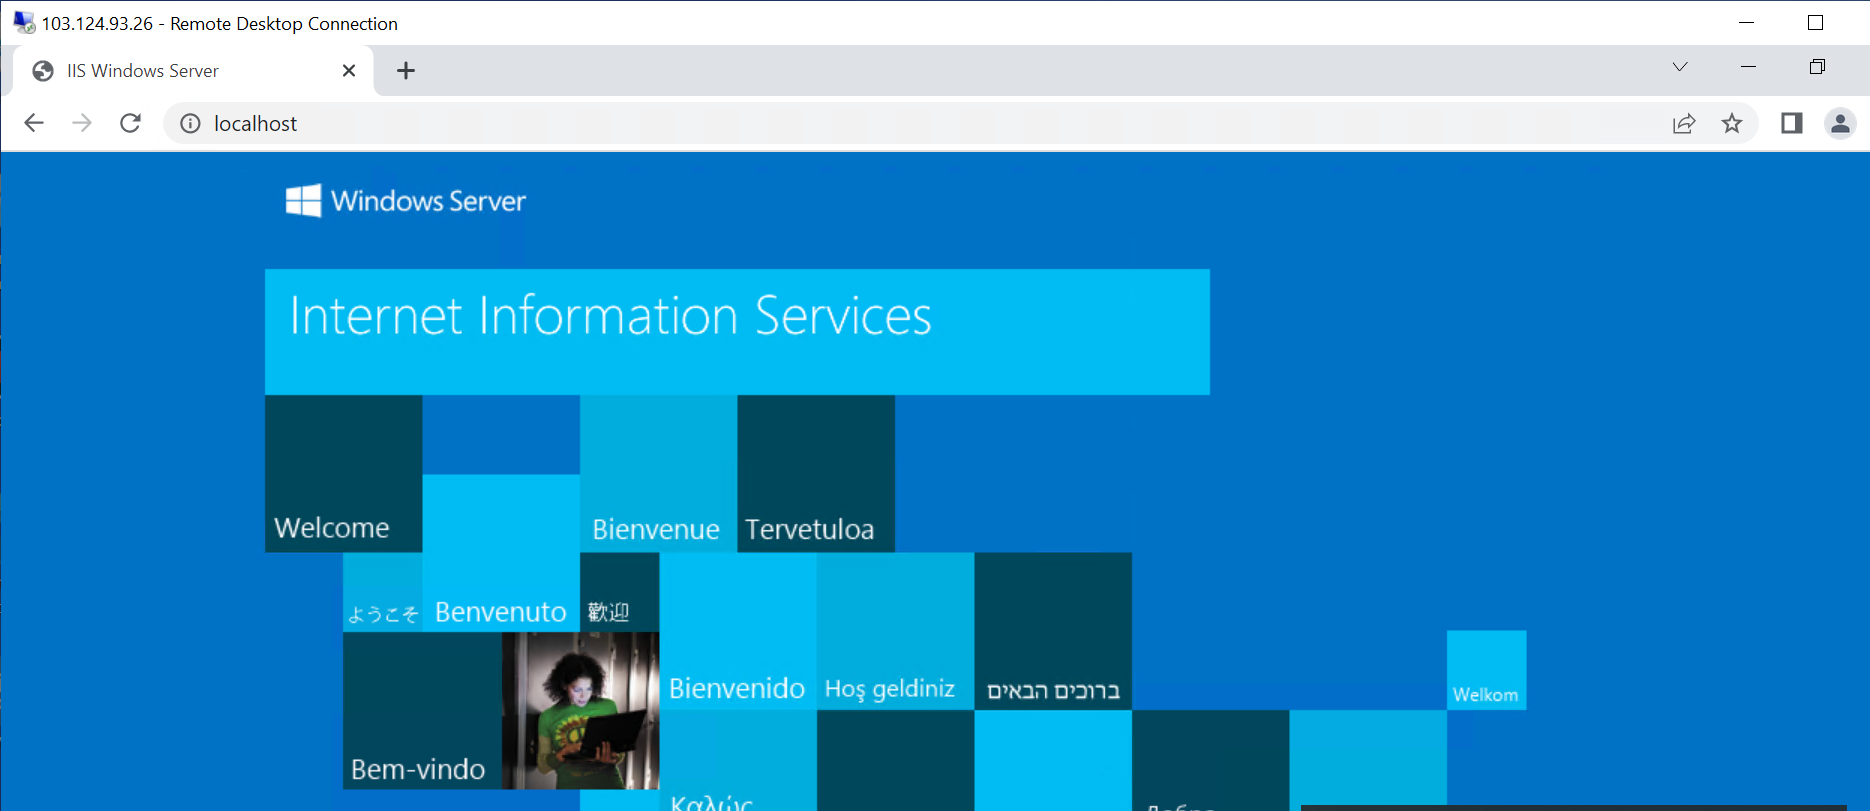 103.124.93.26 - Remote Desktop Connection
IIS Windows Server
localhost
Windows Server
Internet Information Services
Welcome
Bienvenue
Tervetuloa
ようこそ
Benvenuto
歡迎
Bienvenido
Hoş geldiniz
ברוכים הבאים
Welkom
Bem-vindo
Καλώς